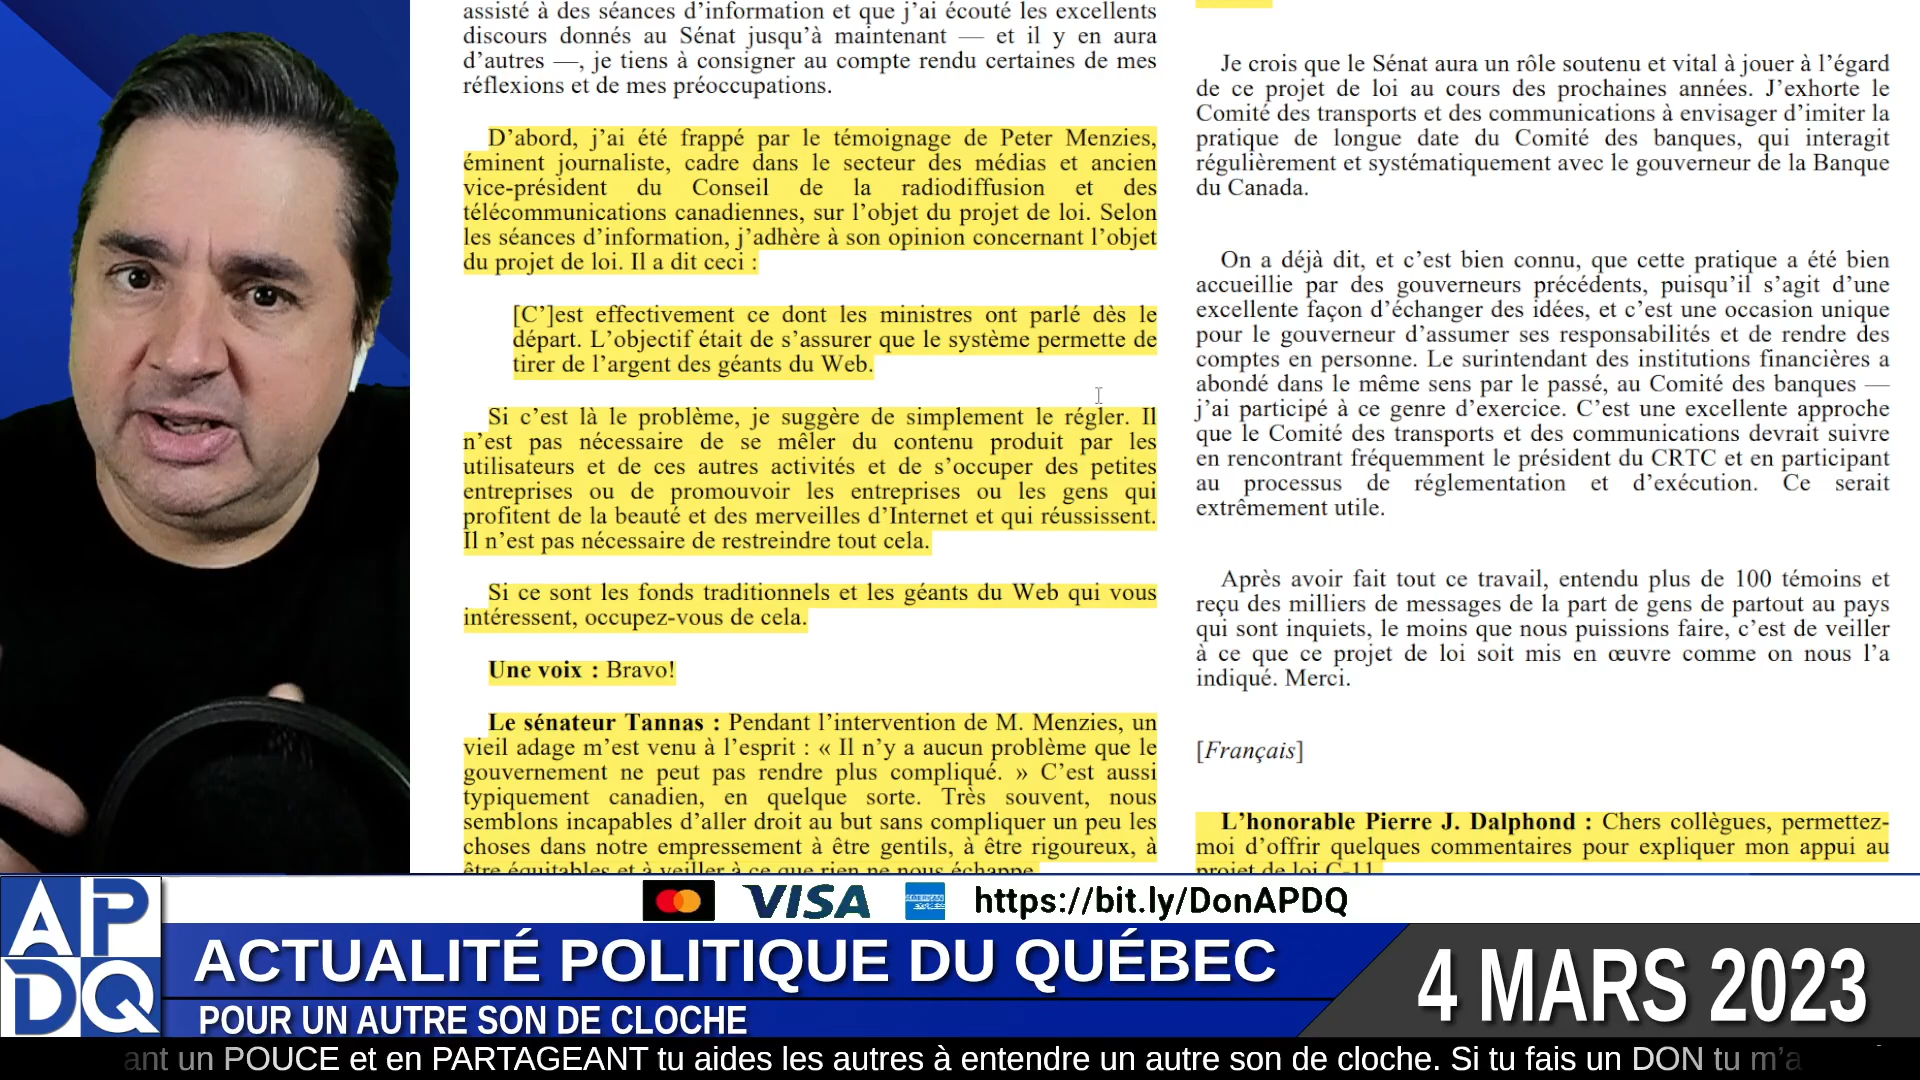 assisté à des séances d’information et que j’ai écouté les excellents
discours donnés au Sénat jusqu’à maintenant — et il y en aura
d’autres —, je tiens à consigner au compte rendu certaines de mes
réflexions et de mes préoccupations.
D’abord, j’ai été frappé par le témoignage de Peter Menzies,
éminent journaliste, cadre dans le secteur des médias et ancien
vice-président du Conseil de la radiodiffusion et des
télécommunications canadiennes, sur l’objet du projet de loi. Selon
les séances d’information, j’adhère à son opinion concernant l’objet
du projet de loi. Il a dit ceci :
[C’]est effectivement ce dont les ministres ont parlé dès le
départ. L’objectif était de s’assurer que le système permette de
tirer de l’argent des géants du Web.
Si c’est là le problème, je suggère de simplement le régler. Il
n’est pas nécessaire de se mêler du contenu produit par les
utilisateurs et de ces autres activités et de s’occuper des petites
entreprises ou de promouvoir les entreprises ou les gens qui
profitent de la beauté et des merveilles d’Internet et qui réussissent.
Il n’est pas nécessaire de restreindre tout cela.
Si ce sont les fonds traditionnels et les géants du Web qui vous
intéressent, occupez-vous de cela.
Une voix : Bravo!
Le sénateur Tannas : Pendant l’intervention de M. Menzies, un
vieil adage m’est venu à l’esprit : « Il n’y a aucun problème que le
gouvernement ne peut pas rendre plus compliqué. » C’est aussi
typiquement canadien, en quelque sorte. Très souvent, nous
semblons incapables d’aller droit au but sans compliquer un peu les
choses dans notre empressement à être gentils, à être rigoureux, à
être équitables et à veiller à ce que rien ne nous échappe.
Je crois que le Sénat aura un rôle soutenu et vital à jouer à l’égard
de ce projet de loi au cours des prochaines années. J’exhorte le
Comité des transports et des communications à envisager d’imiter la
pratique de longue date du Comité des banques, qui interagit
régulièrement et systématiquement avec le gouverneur de la Banque
du Canada.
On a déjà dit, et c’est bien connu, que cette pratique a été bien
accueillie par des gouverneurs précédents, puisqu’il s’agit d’une
excellente façon d’échanger des idées, et c’est une occasion unique
pour le gouverneur d’assumer ses responsabilités et de rendre des
comptes en personne. Le surintendant des institutions financières a
abondé dans le même sens par le passé, au Comité des banques —
j’ai participé à ce genre d’exercice. C’est une excellente approche
que le Comité des transports et des communications devrait suivre
en rencontrant fréquemment le président du CRTC et en participant
au processus de réglementation et d’exécution. Ce serait
extrêmement utile.
Après avoir fait tout ce travail, entendu plus de 100 témoins et
reçu des milliers de messages de la part de gens de partout au pays
qui sont inquiets, le moins que nous puissions faire, c’est de veiller
à ce que ce projet de loi soit mis en œuvre comme on nous l’a
indiqué. Merci.
[Français]
L’honorable Pierre J. Dalphond : Chers collègues, permettez-
moi d’offrir quelques commentaires pour expliquer mon appui au
projet de loi C-11.
VISA
AMERICAN EXPRESS
https://bit.ly/DonAPDQ
AP
DQ
ACTUALITÉ POLITIQUE DU QUÉBEC
POUR UN AUTRE SON DE CLOCHE
4 MARS 2023
ant un POUCE et en PARTAGEANT tu aides les autres à entendre un autre son de cloche. Si tu fais un DON tu m’a